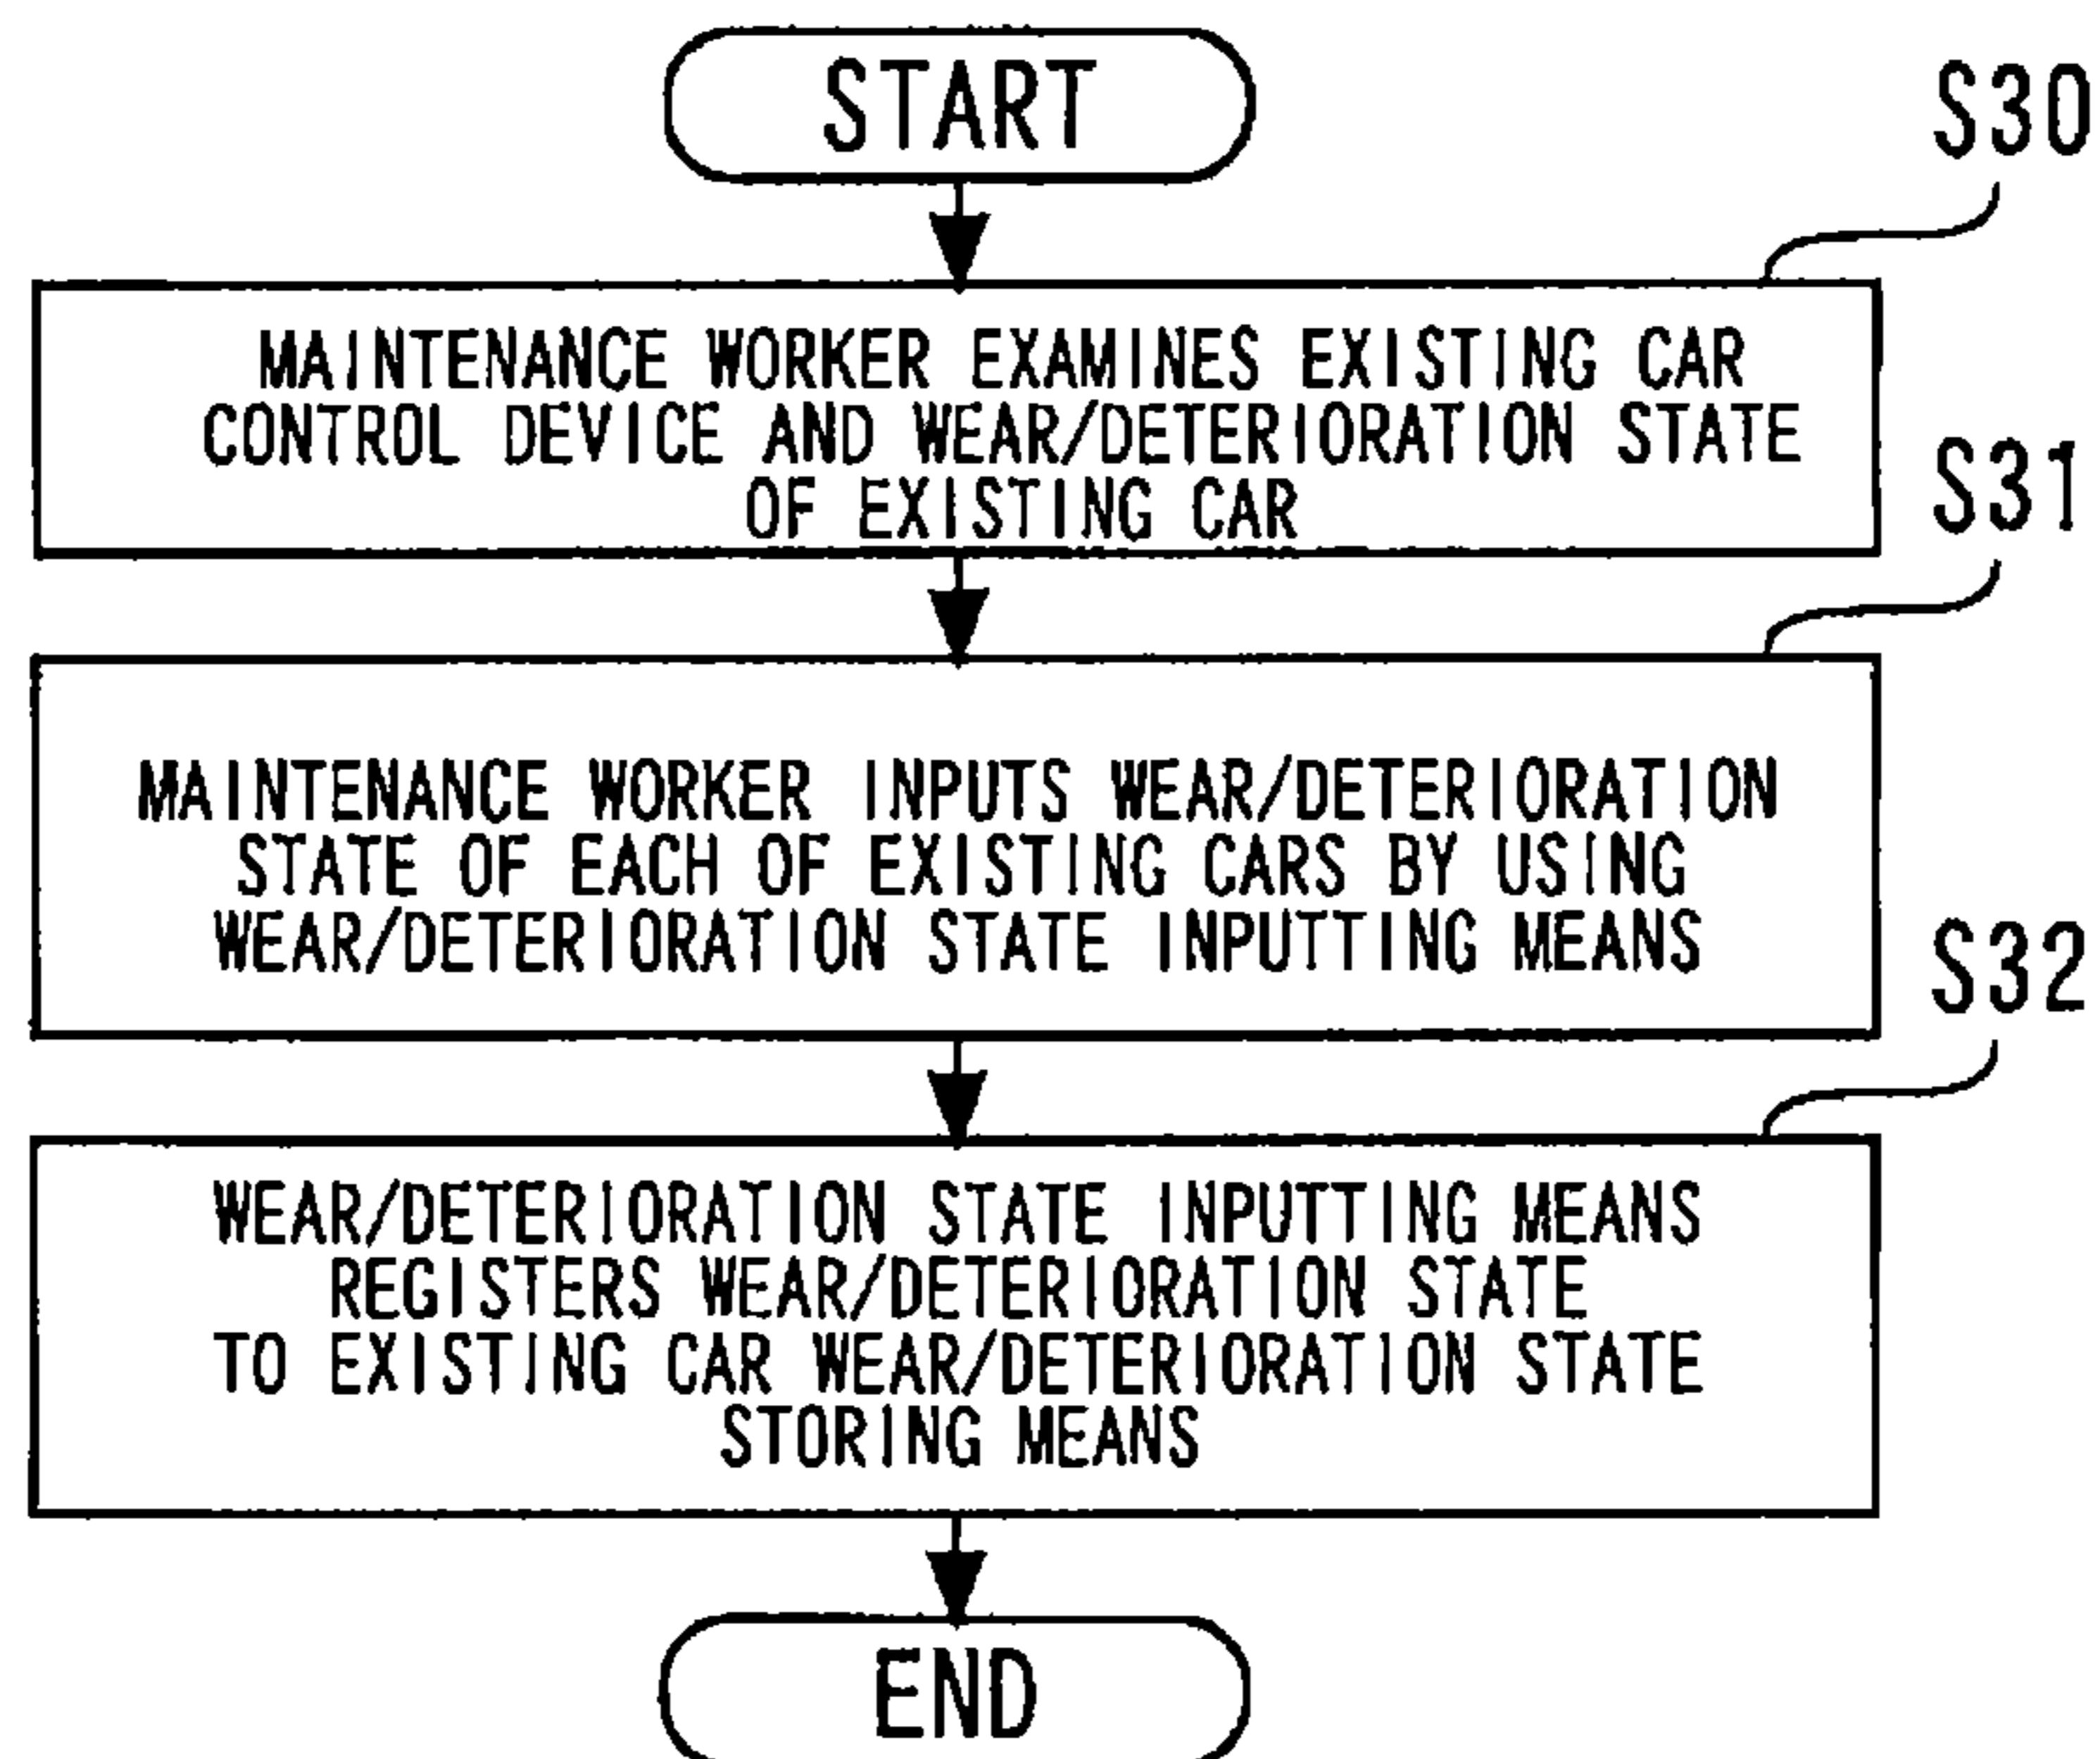 START
S30
MAINTENANCE WORKER EXAMINES EXISTING CAR
CONTROL DEVICE AND WEAR/DETERIORATION STATE
OF EXISTING CAR
S31
MAINTENANCE WORKER INPUTS WEAR/DETERIORATION
STATE OF EACH OF EXISTING CARS BY USING
WEAR/DETERIORATION STATE INPUTTING MEANS
S32
WEAR/DETERIORATION STATE INPUTTING MEANS
REGISTERS WEAR/DETERIORATION STATE
TO EXISTING CAR WEAR/DETERIORATION STATE
STORING MEANS
END